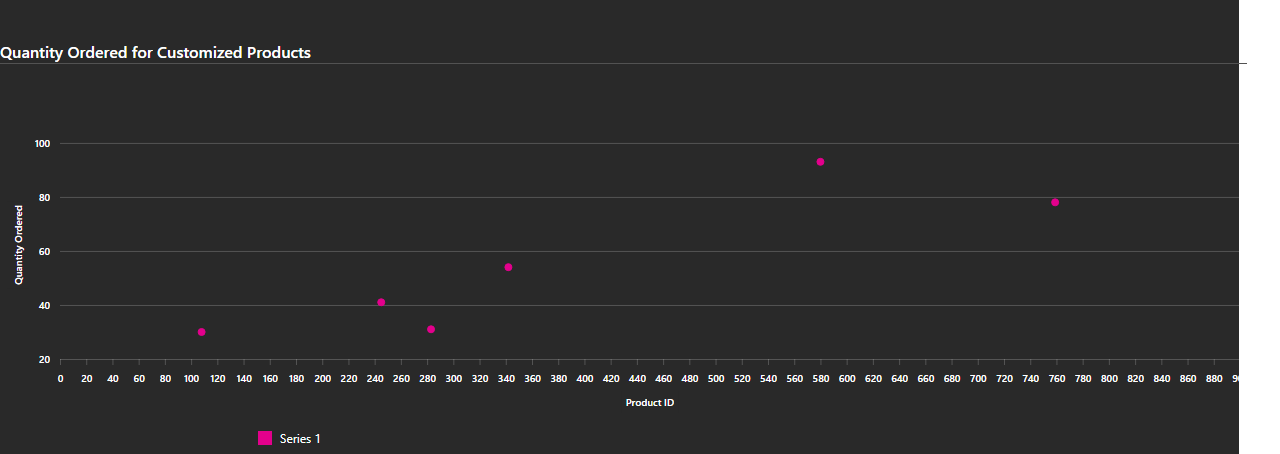 Quantity Ordered for Customized Products
100
80
60
40
20
Quantity Ordered
0 20 40 60 80 100 120 140 160 180 200 220 240 260 280 300 320 340 360 380 400 420 440 460 480 500 520 540 560 580 600 620 640 660 680 700 720 740 760 780 800 820 840 860 880
Product ID
Series 1